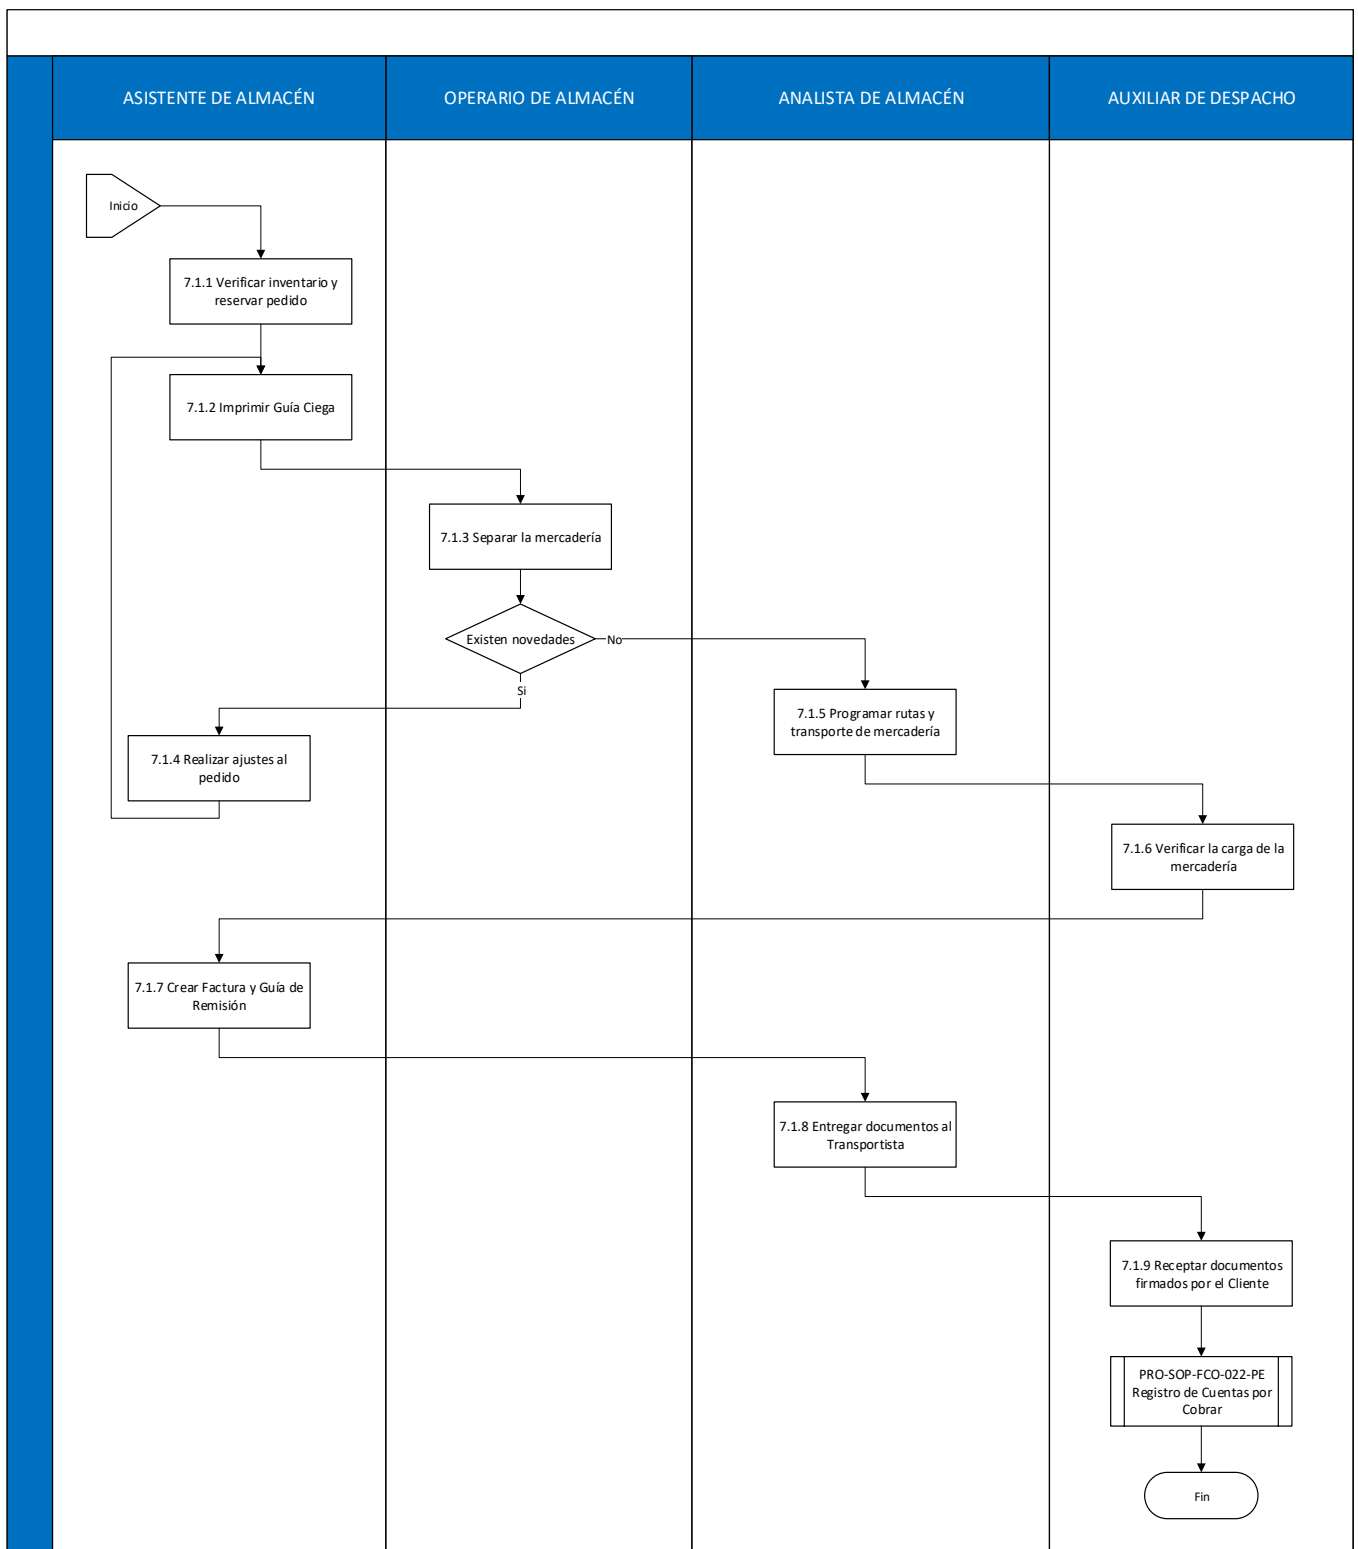 ASISTENTE DE ALMACÉN
OPERARIO DE ALMACÉN
ANALISTA DE ALMACÉN
AUXILIAR DE DESPACHO
Inicio
7.1.1 Verificar inventario y
reservar pedido
7.1.2 Imprimir Guía Ciega
7.1.3 Separar la mercadería
Existen novedades
No
Si
7.1.4 Realizar ajustes al
pedido
7.1.5 Programar rutas y
transporte de mercadería
7.1.6 Verificar la carga de la
mercadería
7.1.7 Crear Factura y Guía de
Remisión
7.1.8 Entregar documentos al
Transportista
7.1.9 Receptar documentos
firmados por el Cliente
PRO-SOP-FCO-022-PE
Registro de Cuentas por
Cobrar
Fin